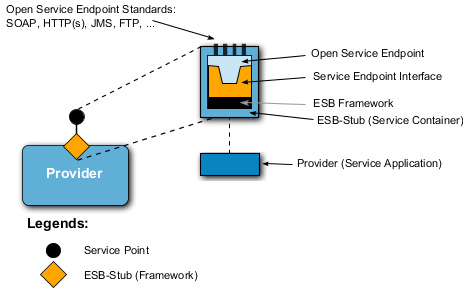 Open Service Endpoint Standards:
SOAP, HTTP(s), JMS, FTP, ...
Open Service Endpoint
Service Endpoint Interface
ESB Framework
ESB-Stub (Service Container)
Provider
Provider (Service Application)
Legends:
Service Point
ESB-Stub (Framework)